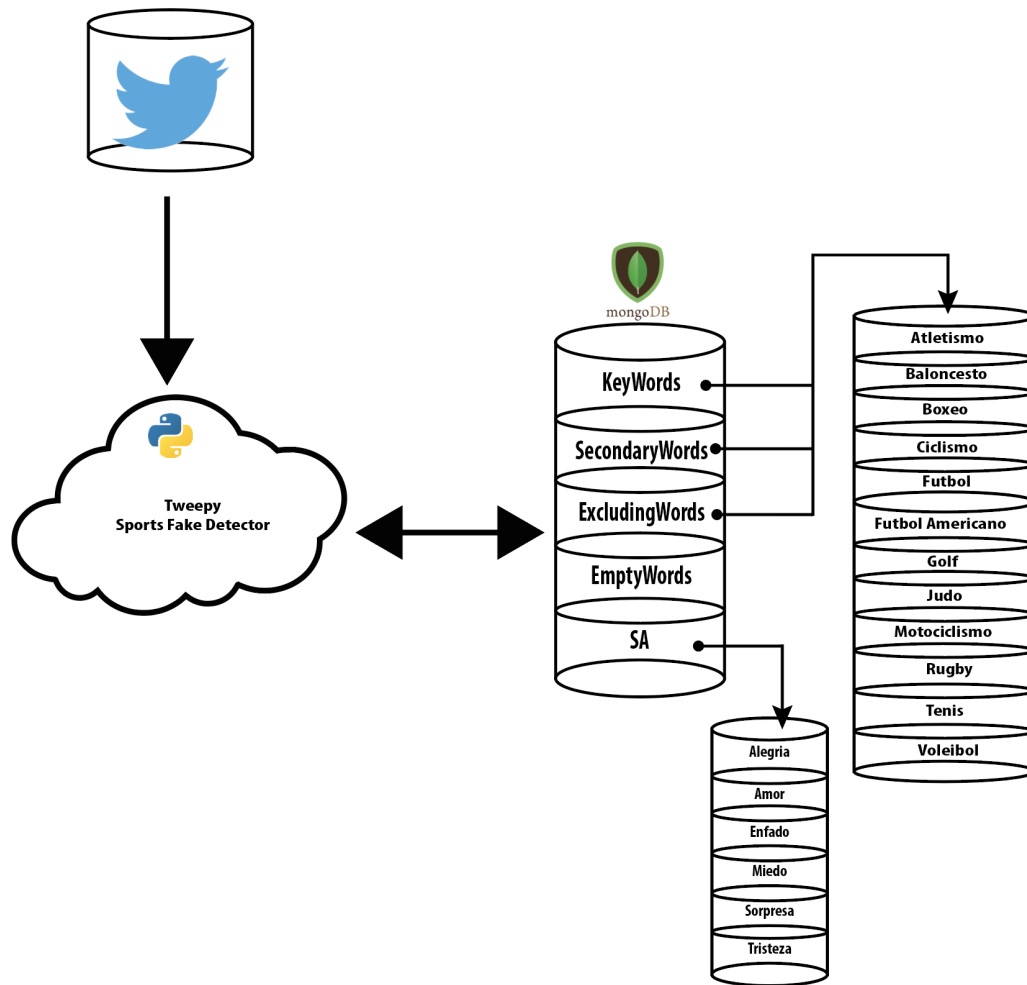 mongoDB
KeyWords
SecondaryWords
ExcludingWords
EmptyWords
SA
Tweepy
Sports Fake Detector
Atletismo
Baloncesto
Boxeo
Ciclismo
Futbol
Futbol Americano
Golf
Judo
Motociclismo
Rugby
Tenis
Voleibol
Alegria
Amor
Enfado
Miedo
Sorpresa
Tristeza